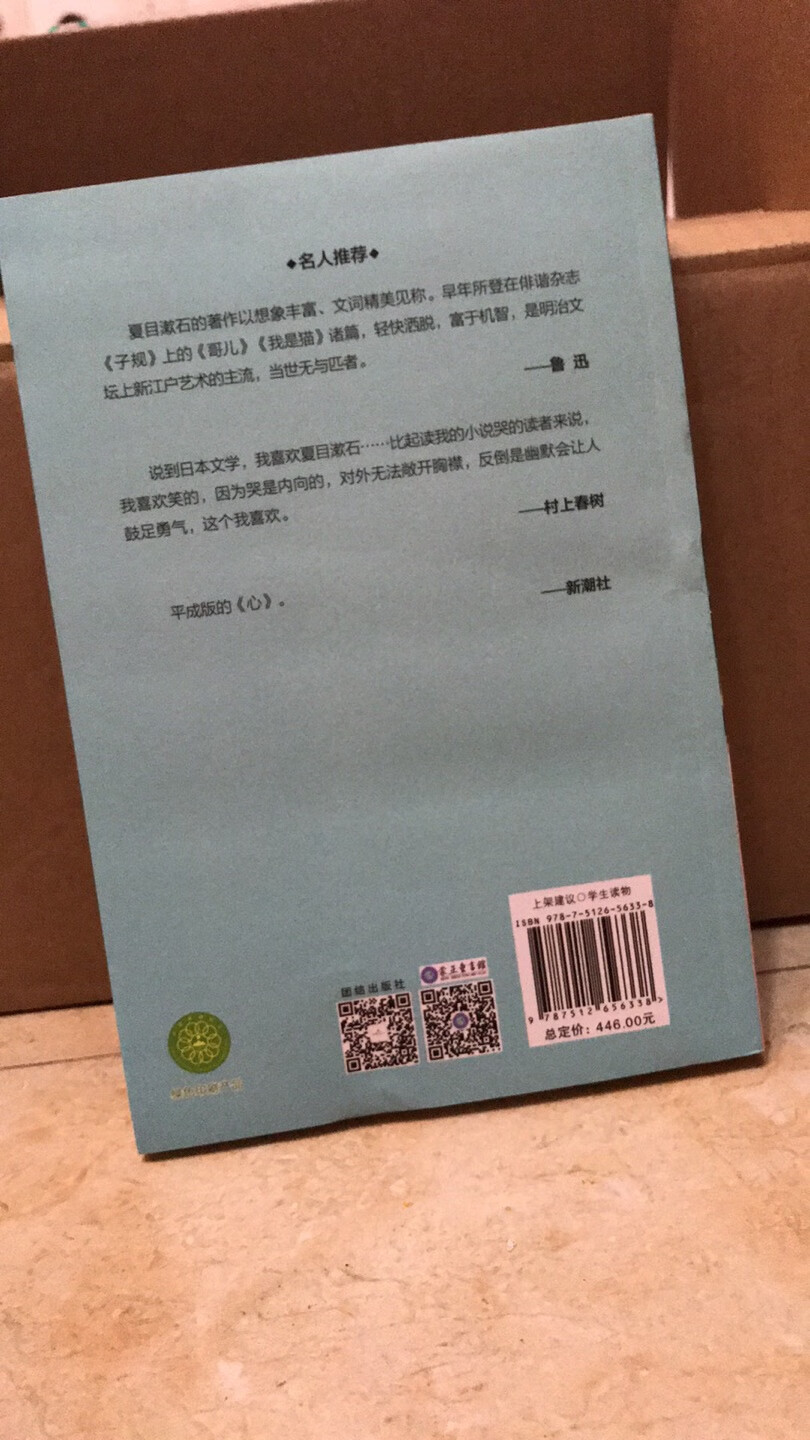 ◆名人推荐◆
夏目漱石的著作以想象丰富、文词精美见称。早年所登在俳谐杂志
《子规》上的《哥儿》《我是猫》诸篇，轻快洒脱，富于机智，是明治文
坛上新江户艺术的主流，当世无与匹者。
——鲁 迅
说到日本文学，我喜欢夏目漱石……比起读我的小说哭的读者来说，
我喜欢笑的，因为哭是内向的，对外无法敞开胸襟，反倒是幽默会让人
鼓足勇气，这个我喜欢。
——村上春树
平成版的《心》。
——新潮社
上架建议○学生读物
ISBN 978-7-5126-5633-8
9 787512 656338 >
总定价：446.00元
团结出版社